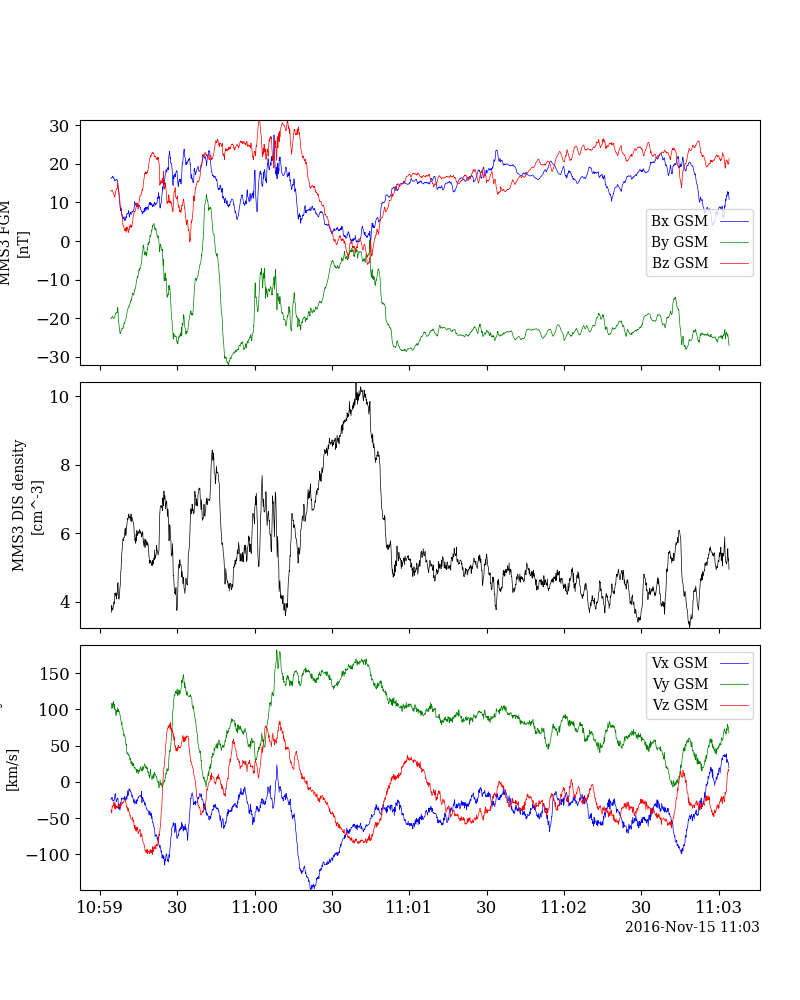 30
20
10
0
−10
−20
−30
MMS3 FGM
[nT]
Bx GSM
By GSM
Bz GSM
10
8
6
4
MMS3 DIS density
[cm^-3]
150
100
50
0
−50
−100
[km/s]
Vx GSM
Vy GSM
Vz GSM
10:59
30
11:00
30
11:01
30
11:02
30
11:03
2016-Nov-15 11:03